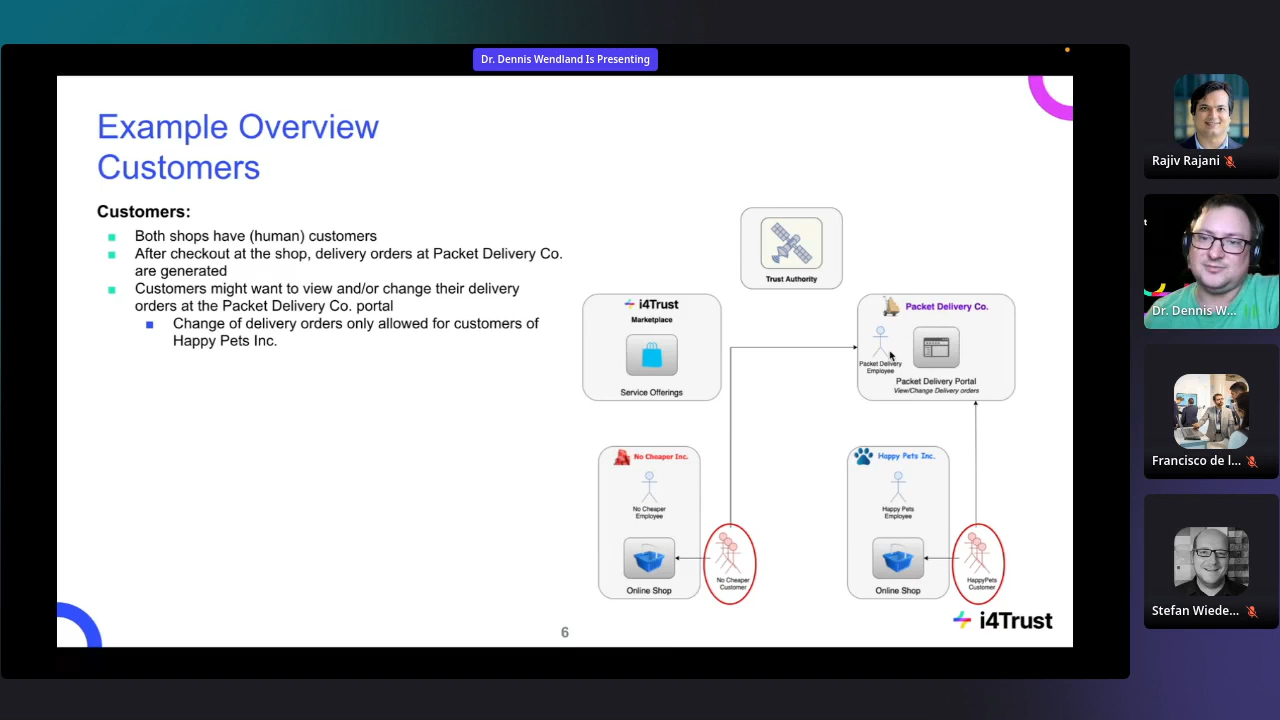 Dr. Dennis Wendland Is Presenting
Example Overview
Customers
Customers:
Both shops have (human) customers
After checkout at the shop, delivery orders at Packet Delivery Co.
are generated
Customers might want to view and/or change their delivery
orders at the Packet Delivery Co. portal
Change of delivery orders only allowed for customers of
Happy Pets Inc.
Trust Authority
i4Trust
Marketplace
Service Offerings
Packet Delivery Co.
Packet Delivery
Employee
Packet Delivery Portal
View/Change Delivery orders
No Cheaper Inc.
No Cheaper
Employee
Online Shop
No Cheaper
Customer
Happy Pets Inc.
Happy Pets
Employee
Online Shop
HappyPets
Customer
6
i4Trust
Rajiv Rajani
Dr. Dennis W...
Francisco de l...
Stefan Wiede...